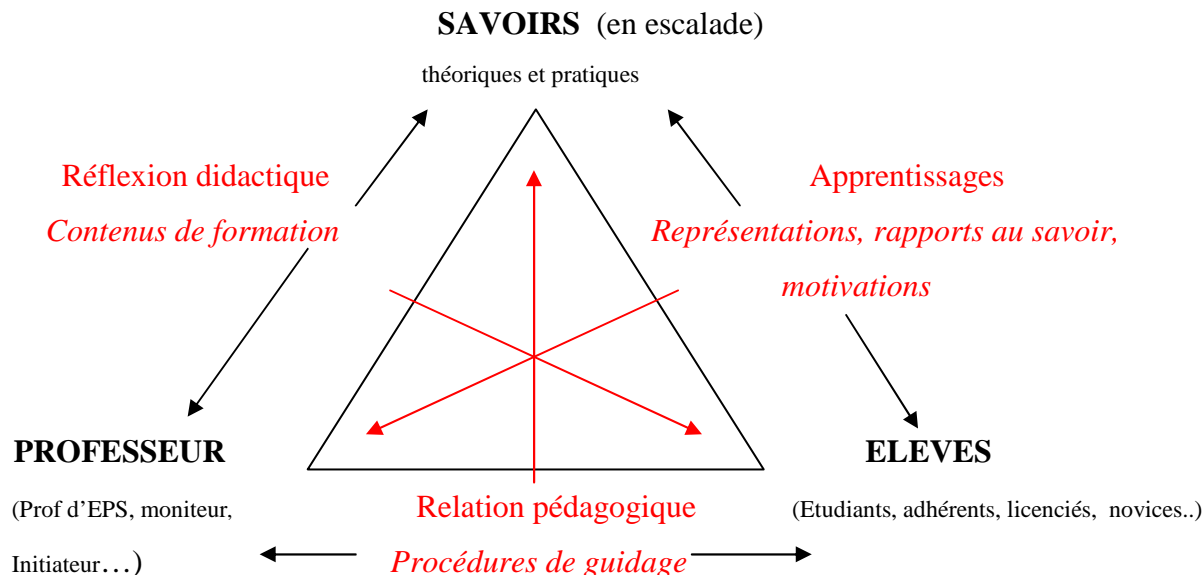 SAVOIRS (en escalade)
théoriques et pratiques
Réflexion didactique
Contenus de formation
Apprentissages
Représentations, rapports au savoir,
motivations
PROFESSEUR
(Prof d'EPS, moniteur,
Initiateur…)
ELEVES
(Etudiants, adhérents, licenciés, novices..)
Relation pédagogique
Procédures de guidage